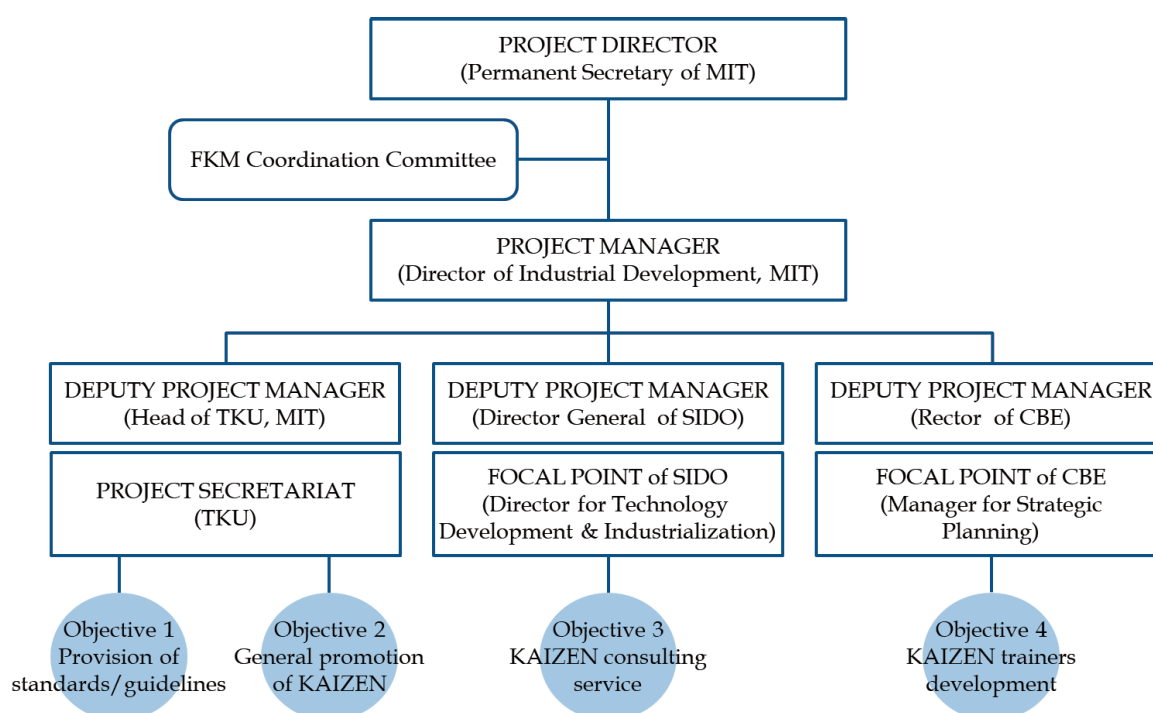 PROJECT DIRECTOR
(Permanent Secretary of MIT)
FKM Coordination Committee
PROJECT MANAGER
(Director of Industrial Development, MIT)
DEPUTY PROJECT MANAGER
(Head of TKU, MIT)
DEPUTY PROJECT MANAGER
(Director General of SIDO)
DEPUTY PROJECT MANAGER
(Rector of CBE)
PROJECT SECRETARIAT
(TKU)
FOCAL POINT of SIDO
(Director for Technology
Development & Industrialization)
FOCAL POINT of CBE
(Manager for Strategic
Planning)
Objective 1
Provision of
standards/guidelines
Objective 2
General promotion
of KAIZEN
Objective 3
KAIZEN consulting
service
Objective 4
KAIZEN trainers
development